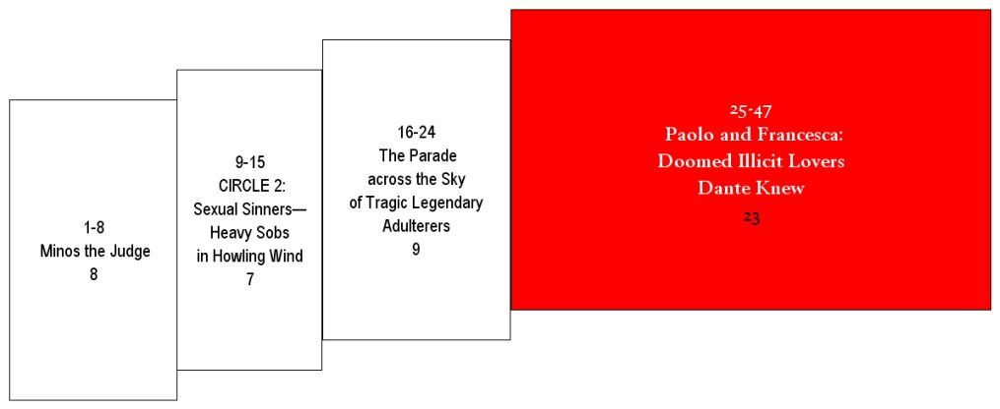 1-8
Minos the Judge
8
9-15
CIRCLE 2:
Sexual Sinners—
Heavy Sobs
in Howling Wind
7
16-24
The Parade
across the Sky
of Tragic Legendary
Adulterers
9
25-47
Paolo and Francesca:
Doomed Illicit Lovers
Dante Knew
23